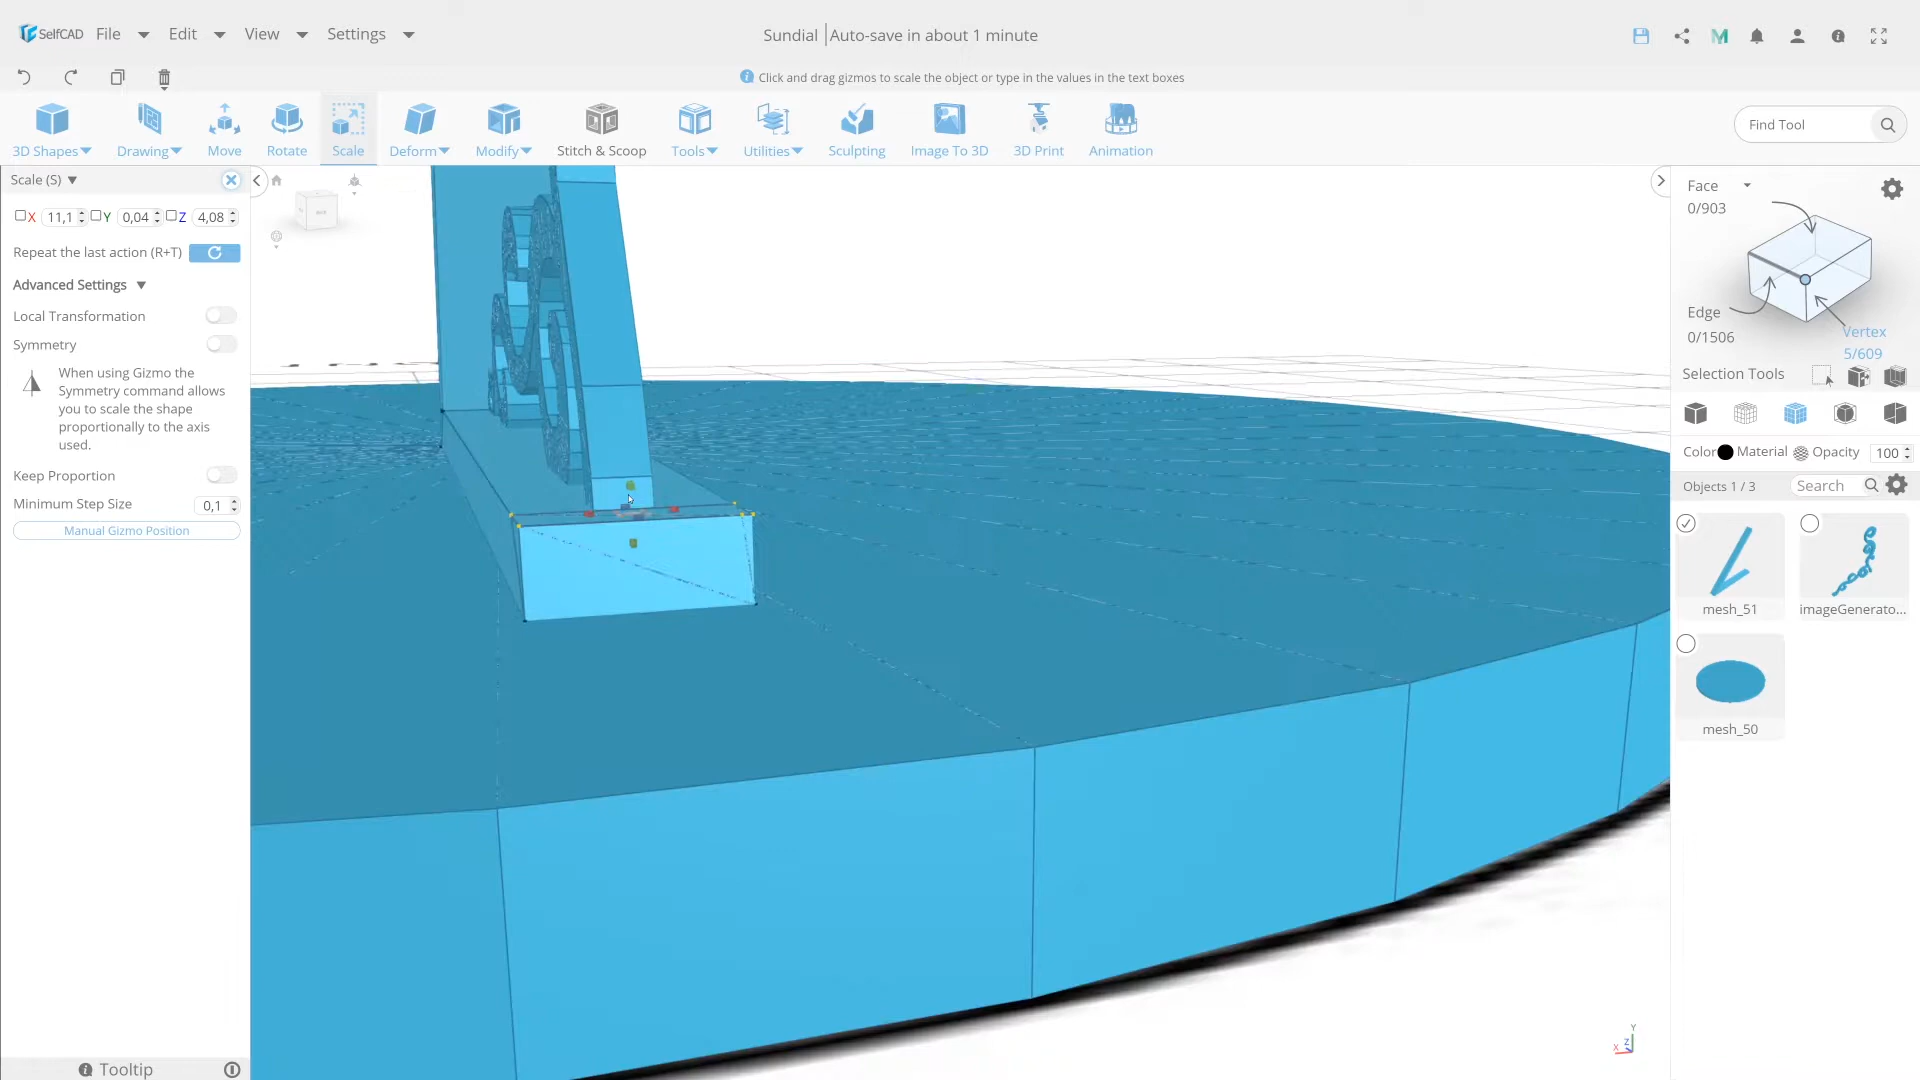 SelfCAD File Edit View Settings
Sundial Auto-save in about 1 minute
Click and drag gizmos to scale the object or type in the values in the text boxes
3D Shapes Drawing Move Rotate Scale Deform Modify Stitch & Scoop Tools Utilities Sculpting Image To 3D 3D Print Animation
Find Tool
Scale (S)
X 11,1 Y 0,04 Z 4,08
Repeat the last action (R+T)
Advanced Settings
Local Transformation
Symmetry
When using Gizmo the
Symmetry command allows
you to scale the shape
proportionally to the axis
used.
Keep Proportion
Minimum Step Size 0,1
Manual Gizmo Position
Tooltip
Face
0/903
Edge
0/1506
Vertex
5/609
Selection Tools
Color Material Opacity 100
Objects 1 / 3 Search
mesh_51 imageGenerato...
mesh_50
Y
Z
X